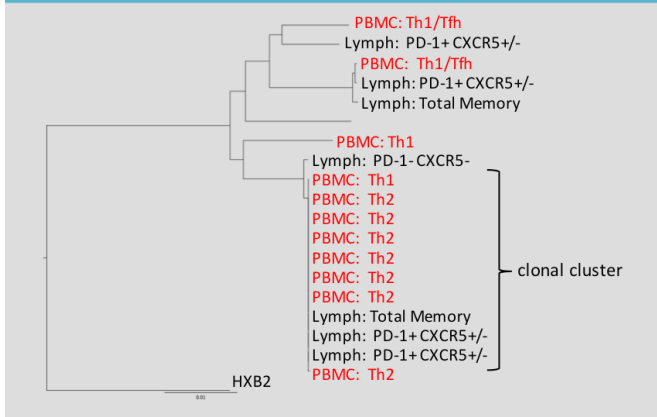 PBMC: Th1/Tfh
Lymph: PD-1+ CXCR5+/-
PBMC: Th1/Tfh
Lymph: PD-1+ CXCR5+/-
Lymph: Total Memory
PBMC: Th1
Lymph: PD-1- CXCR5-
PBMC: Th1
PBMC: Th2
PBMC: Th2
PBMC: Th2
PBMC: Th2
clonal cluster
PBMC: Th2
PBMC: Th2
Lymph: Total Memory
Lymph: PD-1+ CXCR5+/-
Lymph: PD-1+ CXCR5+/-
PBMC: Th2
HXB2
0.01